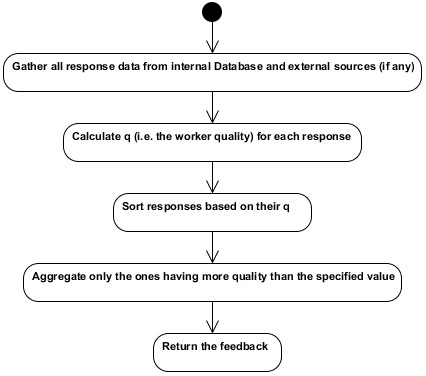 Gather all response data from internal Database and external sources (if any)
Calculate q (i.e. the worker quality) for each response
Sort responses based on their q
Aggregate only the ones having more quality than the specified value
Return the feedback